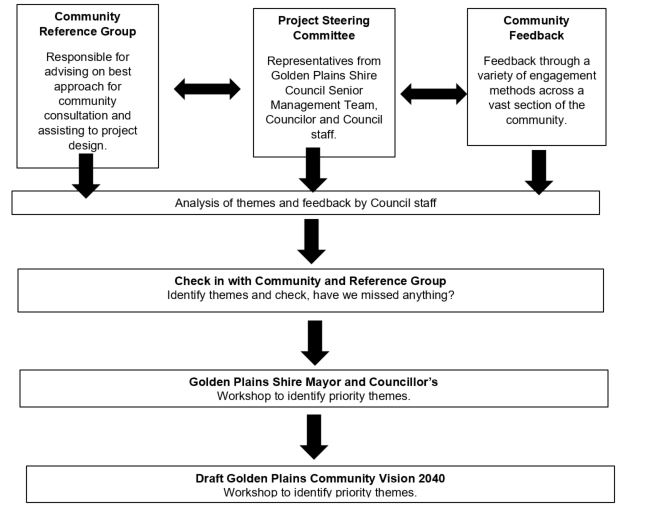 Community
Reference Group
Responsible for
advising on best
approach for
community
consultation and
assisting to project
design.
Project Steering
Committee
Representatives from
Golden Plains Shire
Council Senior
Management Team,
Councilor and Council
staff.
Community
Feedback
Feedback through a
variety of engagement
methods across a
vast section of the
community.
Analysis of themes and feedback by Council staff
Check in with Community and Reference Group
Identify themes and check, have we missed anything?
Golden Plains Shire Mayor and Councillor's
Workshop to identify priority themes.
Draft Golden Plains Community Vision 2040
Workshop to identify priority themes.